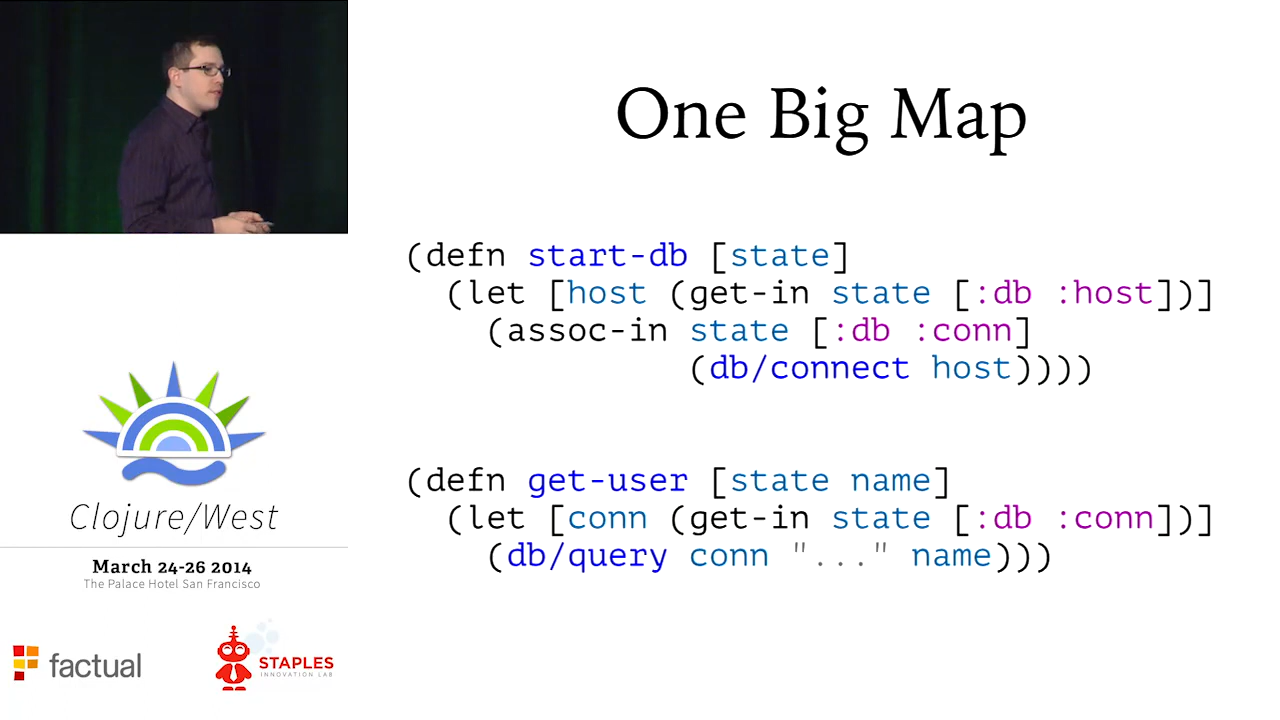 One Big Map
(defn start-db [state]
  (let [host (get-in state [:db :host])]
    (assoc-in state [:db :conn]
              (db/connect host))))
(defn get-user [state name]
  (let [conn (get-in state [:db :conn])]
    (db/query conn "..." name)))
Clojure/West
March 24-26 2014
The Palace Hotel San Francisco
factual
STAPLES
INNOVATION LAB